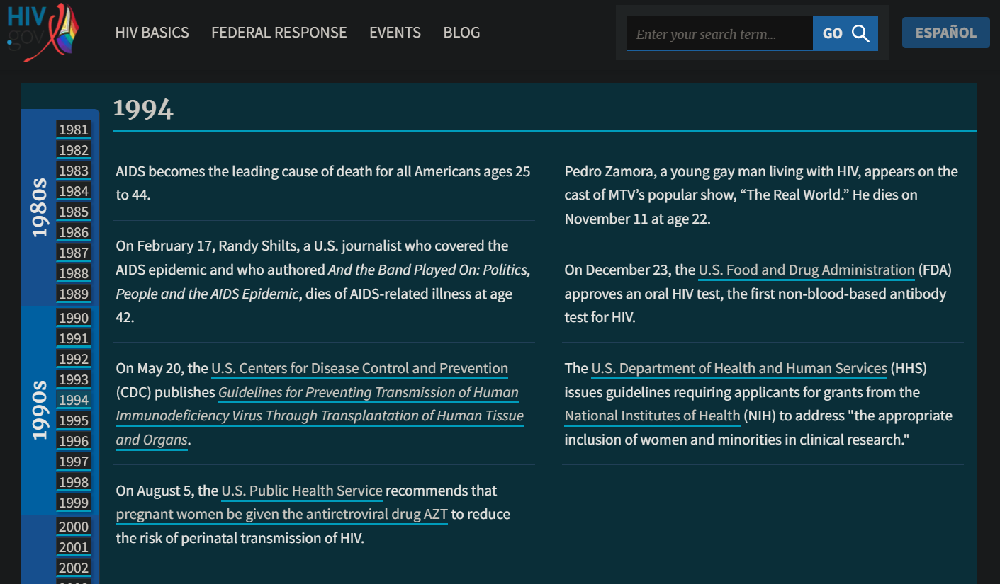 HIV
gov
HIV BASICS
FEDERAL RESPONSE
EVENTS
BLOG
Enter your search term...
GO
ESPAÑOL
1980s
1981
1982
1983
1984
1985
1986
1987
1988
1989
1990s
1990
1991
1992
1993
1994
1995
1996
1997
1998
1999
2000
2001
2002
1994
AIDS becomes the leading cause of death for all Americans ages 25
to 44.
On February 17, Randy Shilts, a U.S. journalist who covered the
AIDS epidemic and who authored And the Band Played On: Politics,
People and the AIDS Epidemic, dies of AIDS-related illness at age
42.
On May 20, the U.S. Centers for Disease Control and Prevention
(CDC) publishes Guidelines for Preventing Transmission of Human
Immunodeficiency Virus Through Transplantation of Human Tissue
and Organs.
On August 5, the U.S. Public Health Service recommends that
pregnant women be given the antiretroviral drug AZT to reduce
the risk of perinatal transmission of HIV.
Pedro Zamora, a young gay man living with HIV, appears on the
cast of MTV’s popular show, “The Real World.” He dies on
November 11 at age 22.
On December 23, the U.S. Food and Drug Administration (FDA)
approves an oral HIV test, the first non-blood-based antibody
test for HIV.
The U.S. Department of Health and Human Services (HHS)
issues guidelines requiring applicants for grants from the
National Institutes of Health (NIH) to address "the appropriate
inclusion of women and minorities in clinical research."